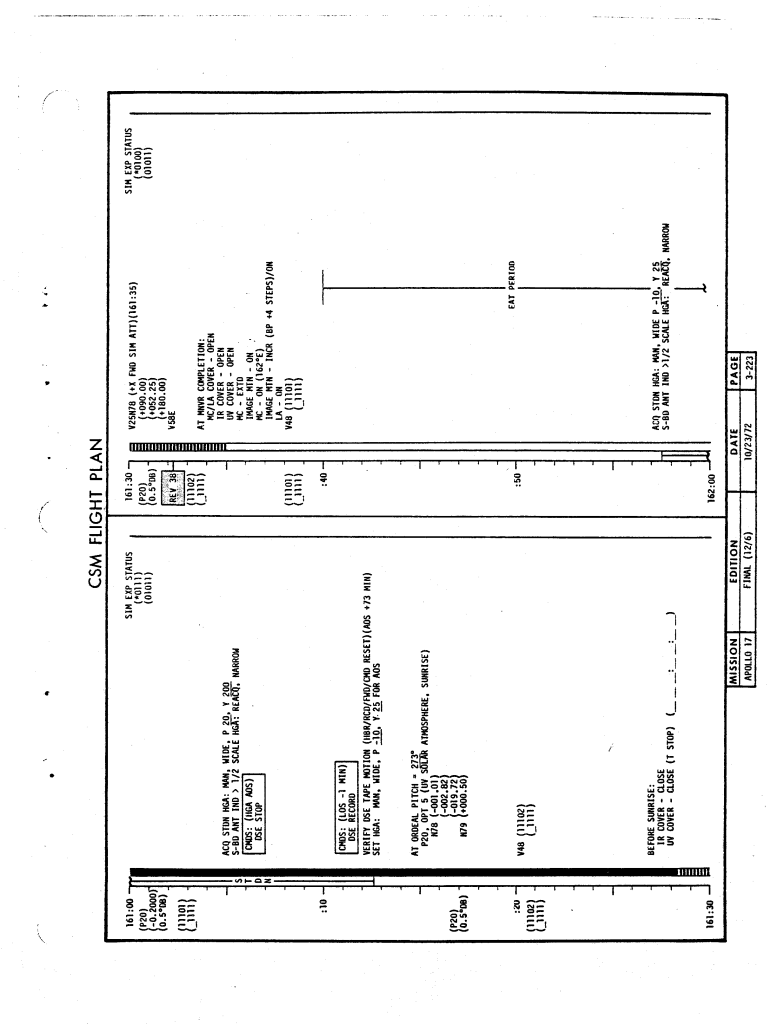 CSM FLIGHT PLAN
161:00
(P20)
(-0.2000)
(0.5°DB)
(11101)
(_1111)
S
T
D
N
:10
(P20)
(0.5°DB)
:20
(11102)
(_1111)
161:30
SIM EXP STATUS
(*0111)
(01011)
ACQ STDN HGA: MAN, WIDE, P 20, Y 200
S-BD ANT IND > 1/2 SCALE HGA: REACQ, NARROW
CMDS: (HGA AOS)
DSE STOP
CMDS: (LOS -1 MIN)
DSE RECORD
VERIFY DSE TAPE MOTION (HBR/RCD/FWD/CMD RESET)(AOS +73 MIN)
SET HGA: MAN, WIDE, P -10, Y 25 FOR AOS
AT ORDEAL PITCH = 273°
P20, OPT 5 (UV SOLAR ATMOSPHERE, SUNRISE)
N78 (-001.01)
(-002.82)
(-019.72)
N79 (+000.50)
V48 (11102)
(_1111)
BEFORE SUNRISE:
IR COVER - CLOSE
UV COVER - CLOSE (T STOP) (___:__:__)
161:30
(P20)
(0.5°DB)
REV 38
(11102)
(_1111)
:40
(11101)
(_1111)
:50
162:00
SIM EXP STATUS
(*0100)
(01011)
V25N78 (+X FWD SIM ATT)(161:35)
(+090.00)
(+052.25)
(+180.00)
V58E
AT MNVR COMPLETION:
MC/LA COVER - OPEN
IR COVER - OPEN
UV COVER - OPEN
MC - EXTD
IMAGE MTN - ON
MC - ON (162°E)
IMAGE MTN - INCR (BP +4 STEPS)/ON
LA - ON
V48 (11101)
(_1111)
EAT PERIOD
ACQ STDN HGA: MAN, WIDE P -10, Y 25
S-BD ANT IND >1/2 SCALE HGA: REACQ, NARROW
MISSION EDITION DATE PAGE
APOLLO 17 FINAL (12/6) 10/23/72 3-223